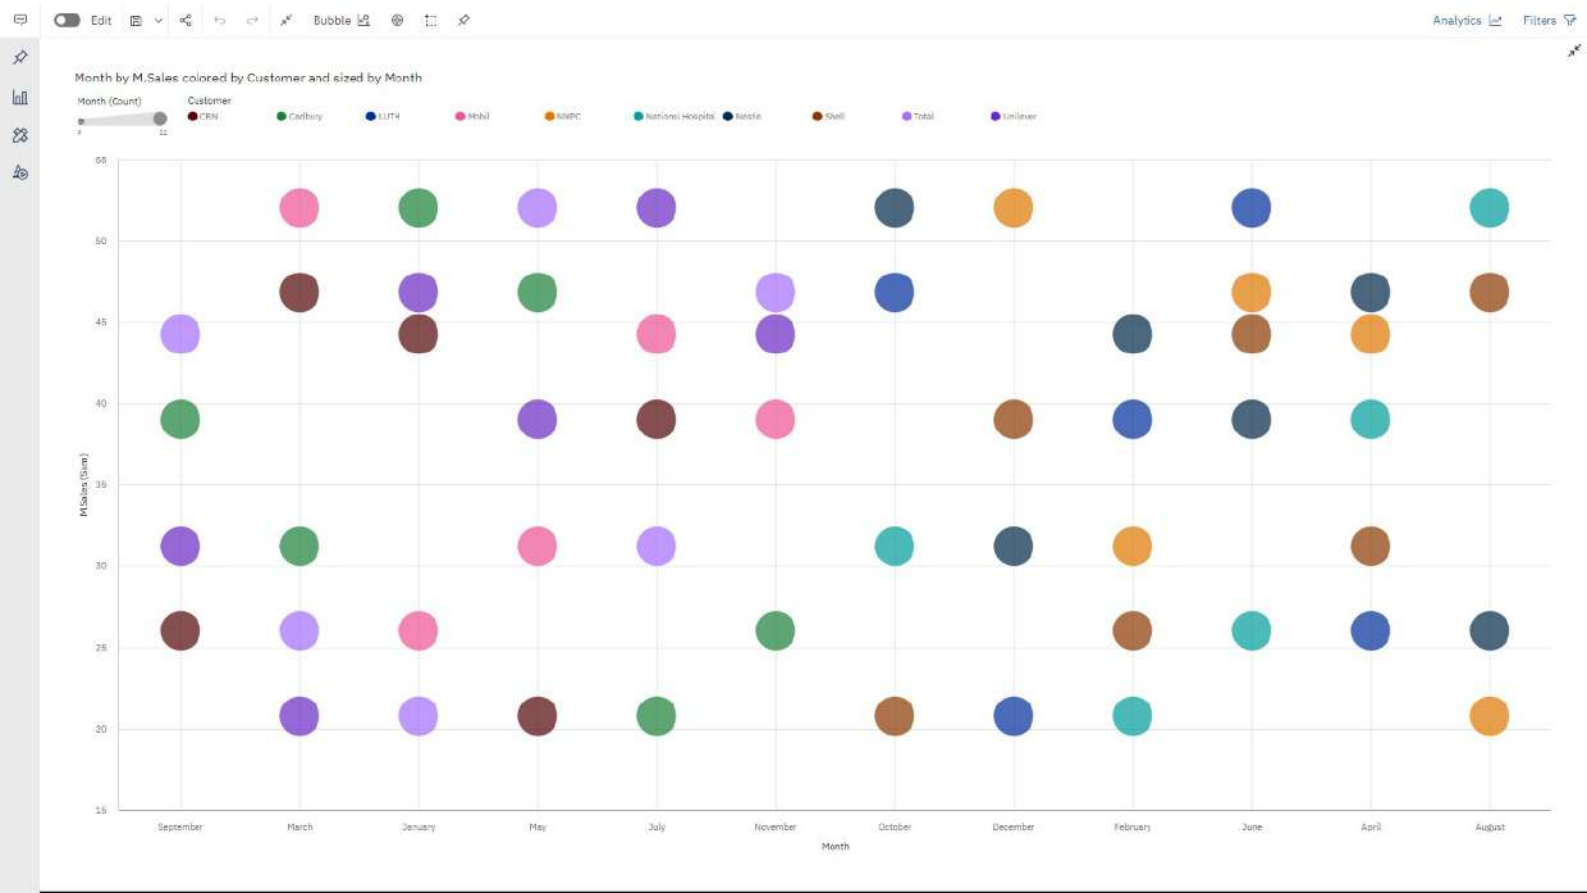 Edit Bubble Analytics Filters
Month by M.Sales colored by Customer and sized by Month
Month (Count) Customer
CBN Cadbury LUTH Mobil NNPC National Hospital Nestle Shell Total Unilever
55
50
45
40
35
30
25
20
15
M.Sales (Sum)
September March January May July November October December February June April August
Month